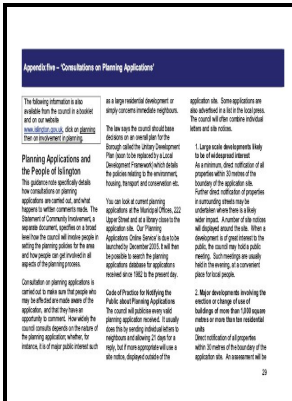 Appendix five – 'Consultations on Planning Applications'
The following information is also
available from the council in a booklet
and on our website
www.islington.gov.uk, click on planning
then on involvement in planning.
Planning Applications and
the People of Islington
This guidance note specifically details
how consultations on planning
applications are carried out, and what
happens to written comments made. The
Statement of Community Involvement, a
separate document, specifies on a broad
level how the council will involve people in
setting the planning policies for the area
and how people can get involved in all
aspects of the planning process.
Consultation on planning applications is
carried out to make sure that people who
may be affected are made aware of the
application, and that they have an
opportunity to comment. How widely the
council consults depends on the nature of
the planning application; whether, for
instance, it is of major public interest such
as a large residential development or
simply concerns immediate neighbours.
The law says the council should base
decisions on an overall plan for the
Borough called the Unitary Development
Plan (soon to be replaced by a Local
Development Framework) which details
the policies relating to the environment,
housing, transport and conservation etc.
You can look at current planning
applications at the Municipal Offices, 222
Upper Street and at a library close to the
application site. Our 'Planning
Applications Online Service' is due to be
launched by December 2005. It will then
be possible to search the planning
applications database for applications
received since 1982 to the present day.
Code of Practice for Notifying the
Public about Planning Applications
The council will publicise every valid
planning application received. It usually
does this by sending individual letters to
neighbours and allowing 21 days for a
reply, but if more appropriate will use a
site notice, displayed outside of the
application site. Some applications are
also advertised in a list in the local press.
The council will often combine individual
letters and site notices.
1. Large scale developments likely
to be of widespread interest
As a minimum, direct notification of all
properties within 30 metres of the
boundary of the application site.
Further direct notification of properties
in surrounding streets may be
undertaken where there is a likely
wider impact. A number of site notices
will displayed around the site. When a
development is of great interest to the
public, the council may hold a public
meeting. Such meetings are usually
held in the evening, at a convenient
place for local people.
2. Major developments involving the
erection or change of use of
buildings of more than 1,000 square
metres or more than ten residential
units
Direct notification of all properties
within 30 metres of the boundary of the
application site. An assessment will be
29